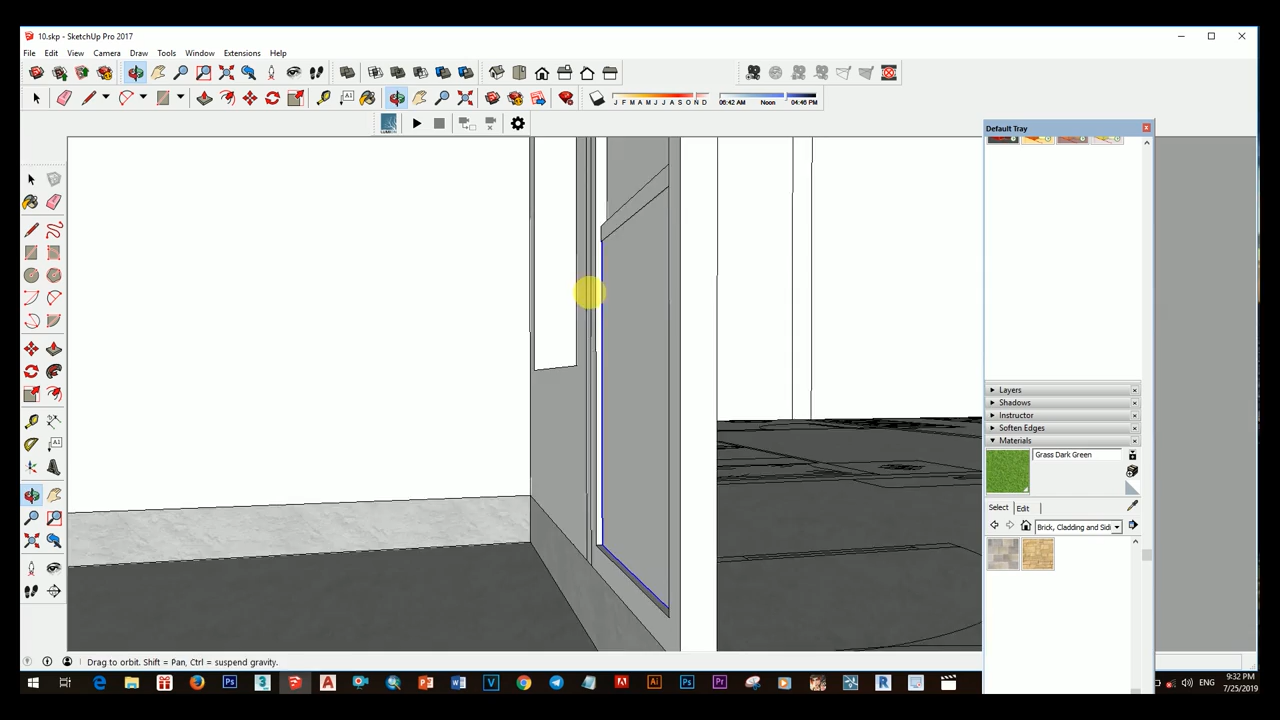 10.skp - SketchUp Pro 2017
File Edit View Camera Draw Tools Window Extensions Help
J F M A M J J A S O N D 06:42 AM Noon 04:46 PM
Default Tray
Layers
Shadows
Instructor
Soften Edges
Materials
Grass Dark Green
Select Edit
Brick, Cladding and Sidi
Drag to orbit. Shift = Pan, Ctrl = suspend gravity.
ENG
9:32 PM
7/25/2019